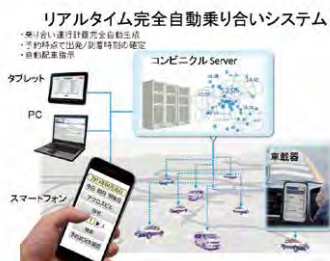 リアルタイム完全自動乗り合いシステム
・乗り合い運行計画完全自動生成
・予約時点で出発/到着時刻の確定
・自動配車指示
コンビニクル Server
タブレット
PC
スマートフォン
車載器